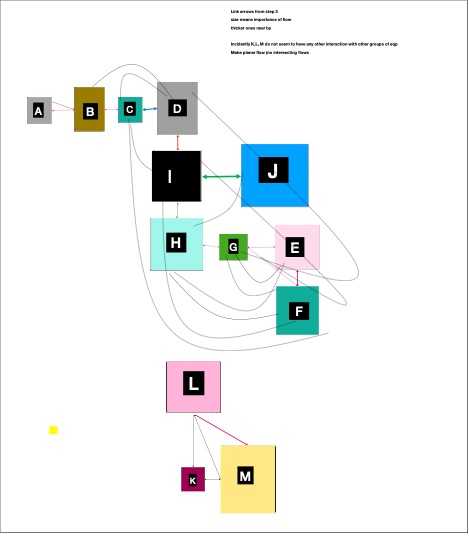 Link arrows from step 3
size means importance of flow
thicker ones near by
Incidently K,L, M do not seem to have any other interaction with other groups of eqp
Make planar flow (no intersecting flows
A
B
C
D
I
J
H
G
E
F
L
K
M